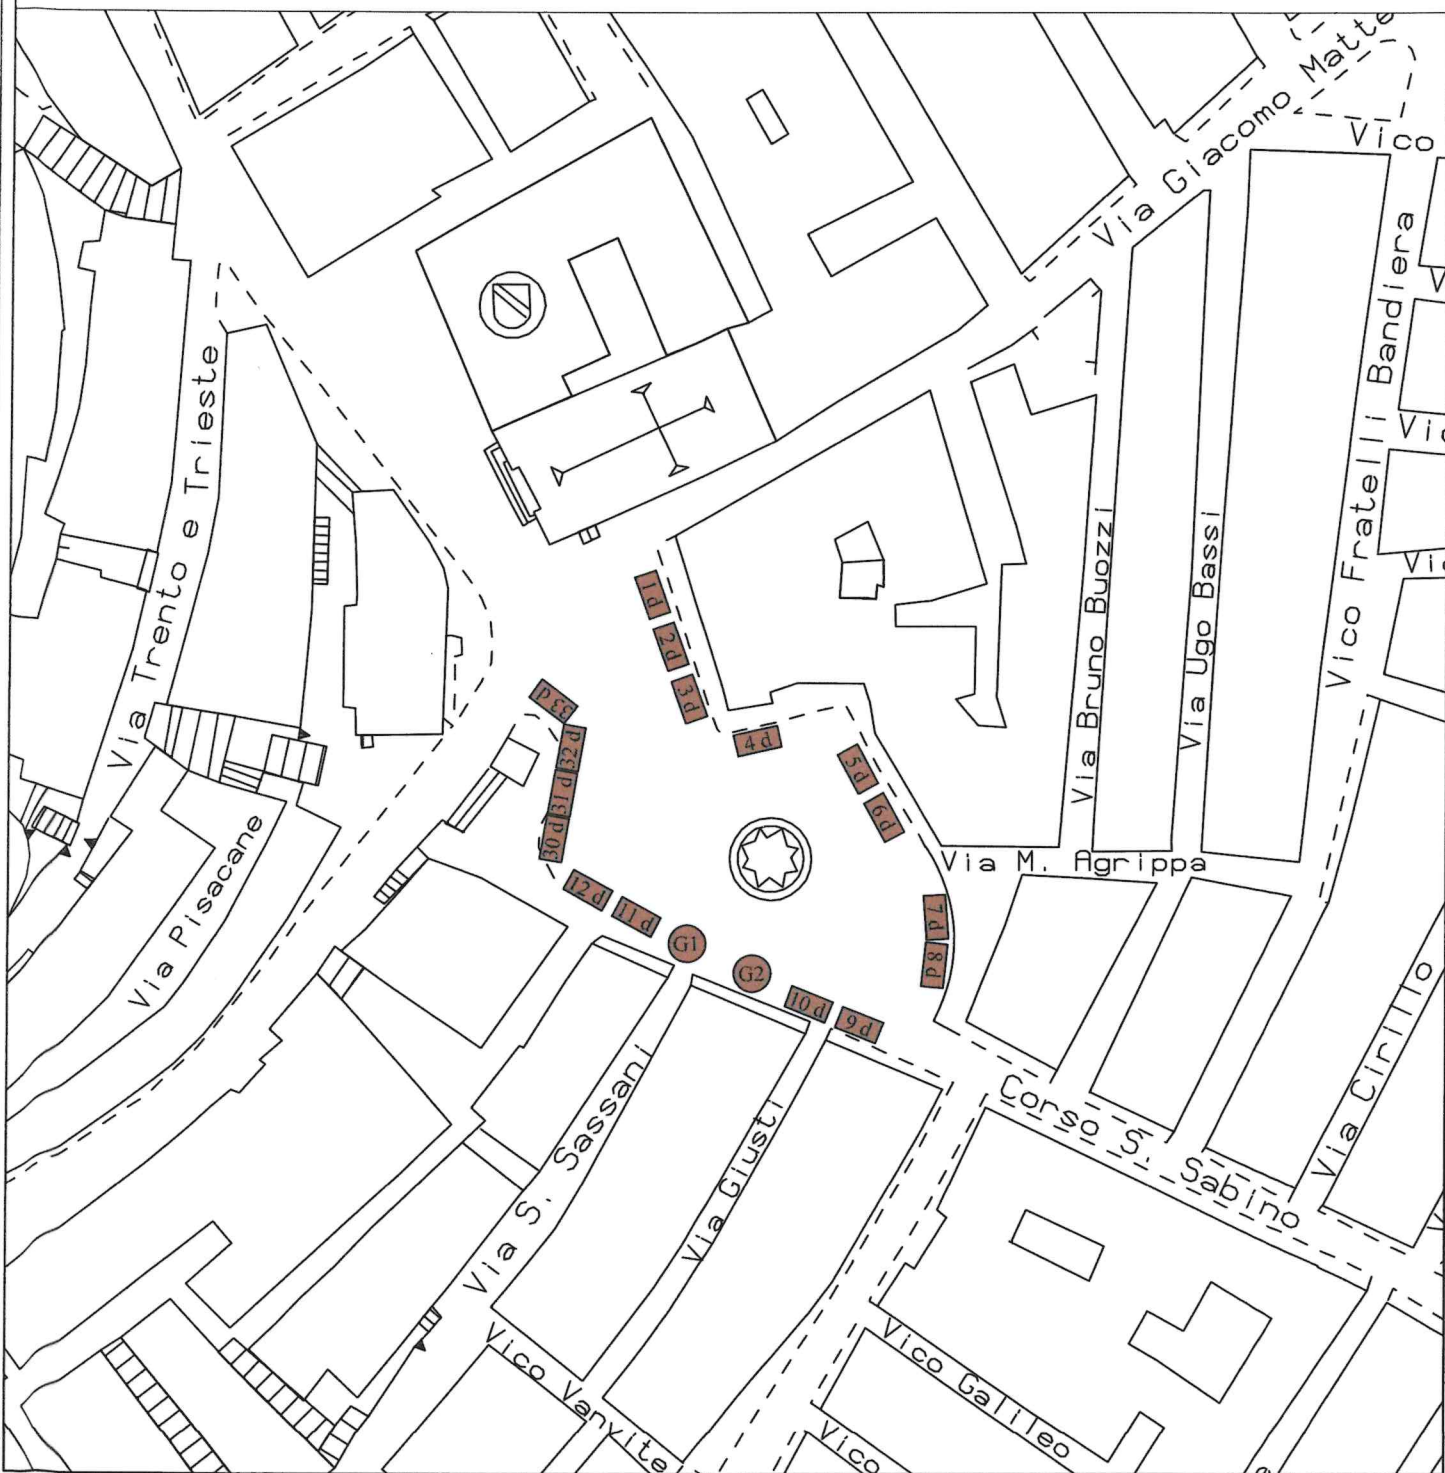 Via Giacomo Matte
Vico
Vico Fratelli Bandiera
V
Vic
Via
Via Trento e Trieste
Via Bruno Buozzi
Via Ugo Bassi
1 d
2 d
3 d
4 d
5 d
6 d
33 d
32 d
31 d
30 d
12 d
11 d
G1
G2
10 d
9 d
7 d
8 d
Via M. Agrippa
Via Pisacane
Via S. Sassani
Via Giusti
Corso S. Sabino
Via Cirillo
Vico Vanvite
Vico Galileo
Vico